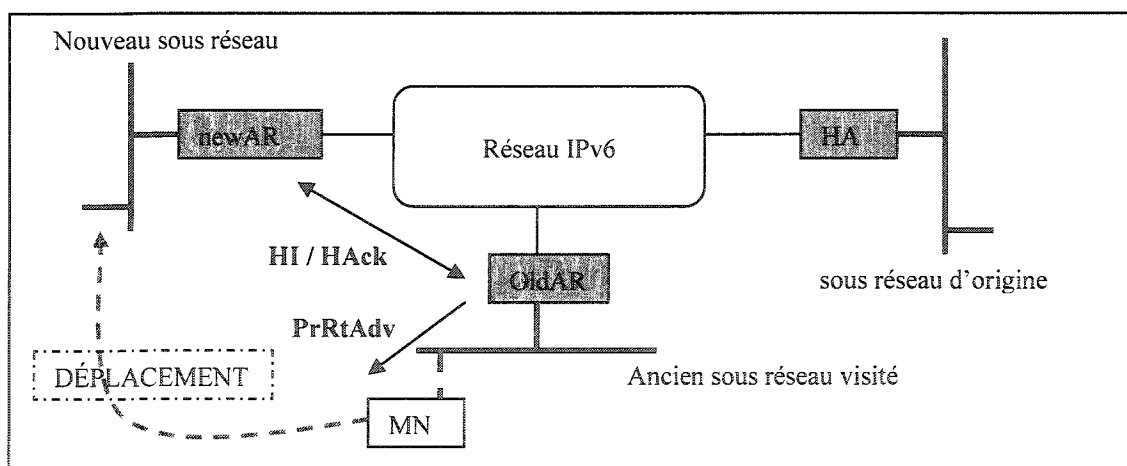 Nouveau sous réseau
newAR
Réseau IPv6
HA
HI / HAck
OldAR
sous réseau d'origine
PrRtAdv
DÉPLACEMENT
Ancien sous réseau visité
MN